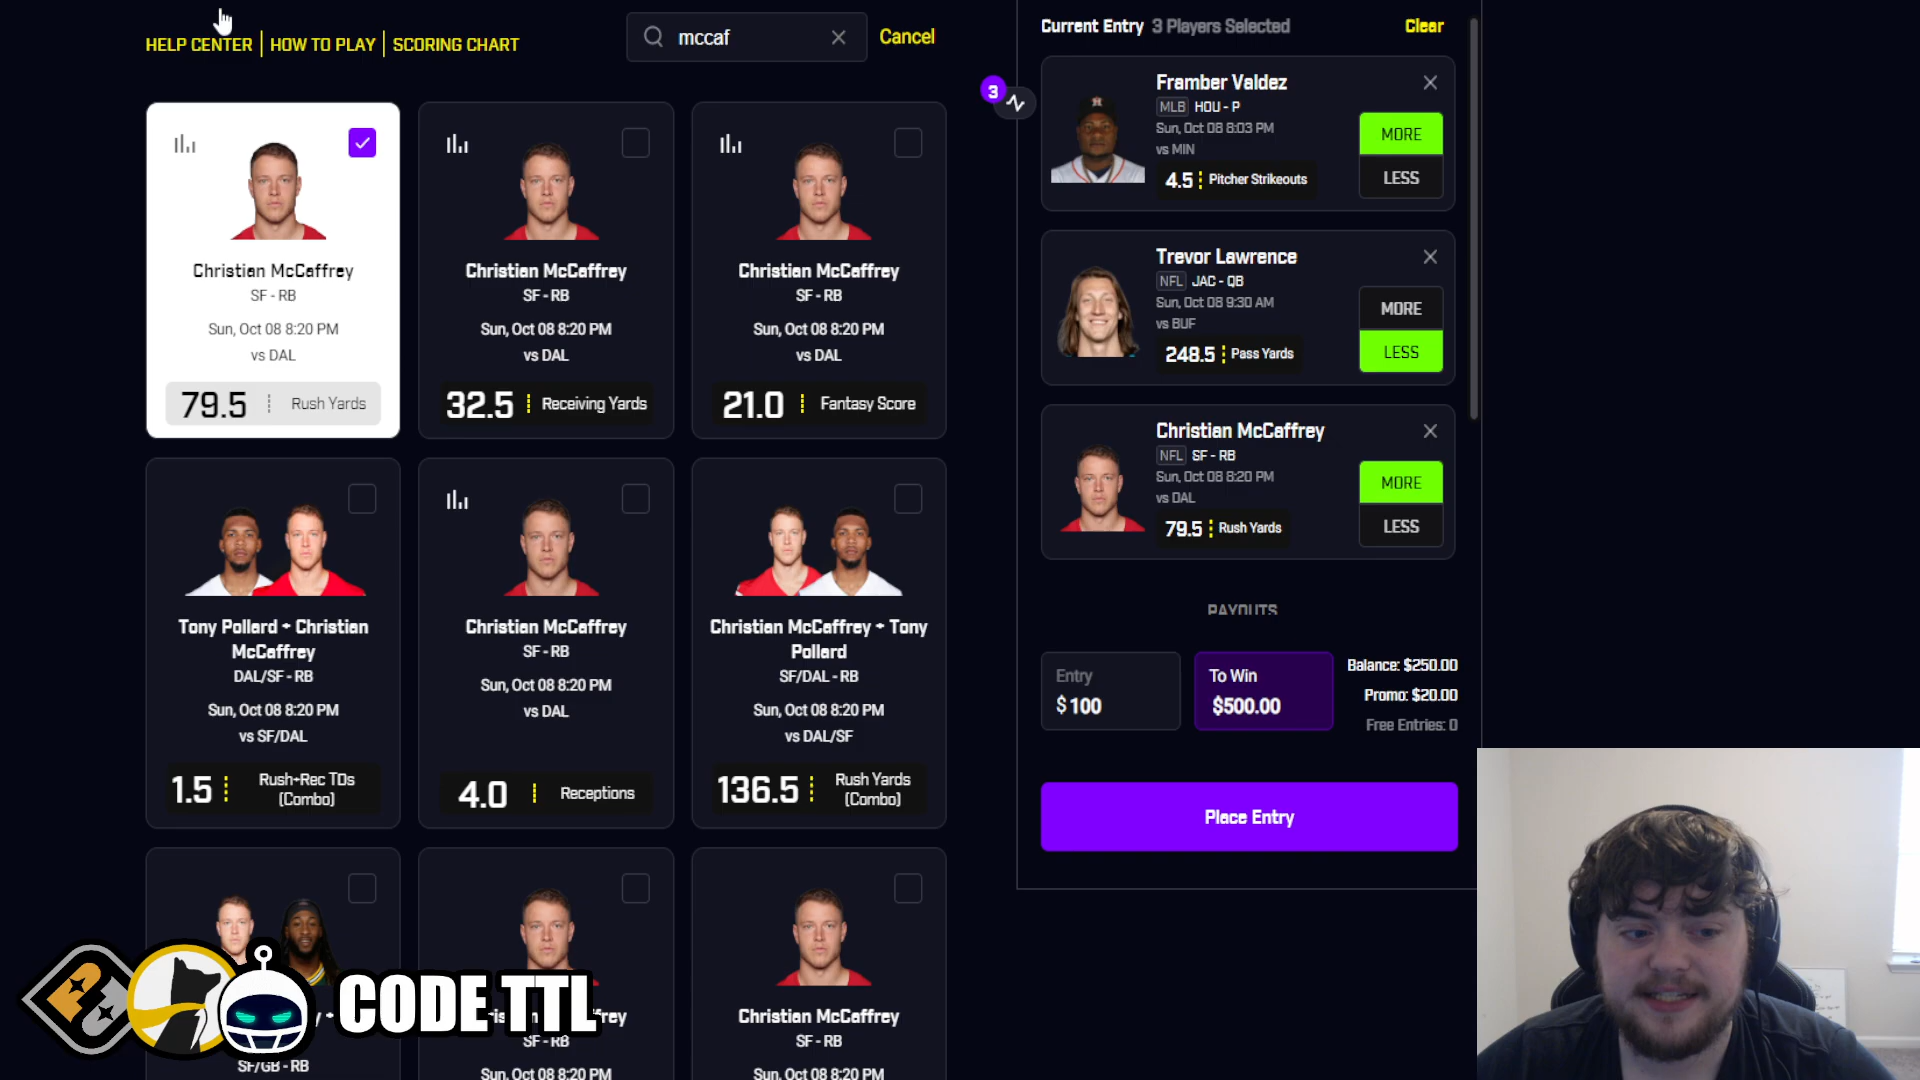 HELP CENTER | HOW TO PLAY | SCORING CHART
mccaf
Cancel
Christian McCaffrey
SF - RB
Sun, Oct 08 8:20 PM
vs DAL
79.5 Rush Yards
Christian McCaffrey
SF - RB
Sun, Oct 08 8:20 PM
vs DAL
32.5 Receiving Yards
Christian McCaffrey
SF - RB
Sun, Oct 08 8:20 PM
vs DAL
21.0 Fantasy Score
Tony Pollard + Christian
McCaffrey
DAL/SF - RB
Sun, Oct 08 8:20 PM
vs SF/DAL
1.5 Rush+Rec TDs
(Combo)
Christian McCaffrey
SF - RB
Sun, Oct 08 8:20 PM
vs DAL
4.0 Receptions
Christian McCaffrey + Tony
Pollard
SF/DAL - RB
Sun, Oct 08 8:20 PM
vs DAL/SF
136.5 Rush Yards
(Combo)
SF/GB - RB
SF - RB
Sun, Oct 08 8:20 PM
Christian McCaffrey
SF - RB
Sun, Oct 08 8:20 PM
CODE TTL
Current Entry 3 Players Selected
Clear
3
Framber Valdez
MLB HOU - P
Sun, Oct 08 8:03 PM
vs MIN
4.5 Pitcher Strikeouts
MORE
LESS
Trevor Lawrence
NFL JAC - QB
Sun, Oct 08 9:30 AM
vs BUF
248.5 Pass Yards
MORE
LESS
Christian McCaffrey
NFL SF - RB
Sun, Oct 08 8:20 PM
vs DAL
79.5 Rush Yards
MORE
LESS
PAYOUTS
Entry
$ 100
To Win
$500.00
Balance: $250.00
Promo: $20.00
Free Entries: 0
Place Entry